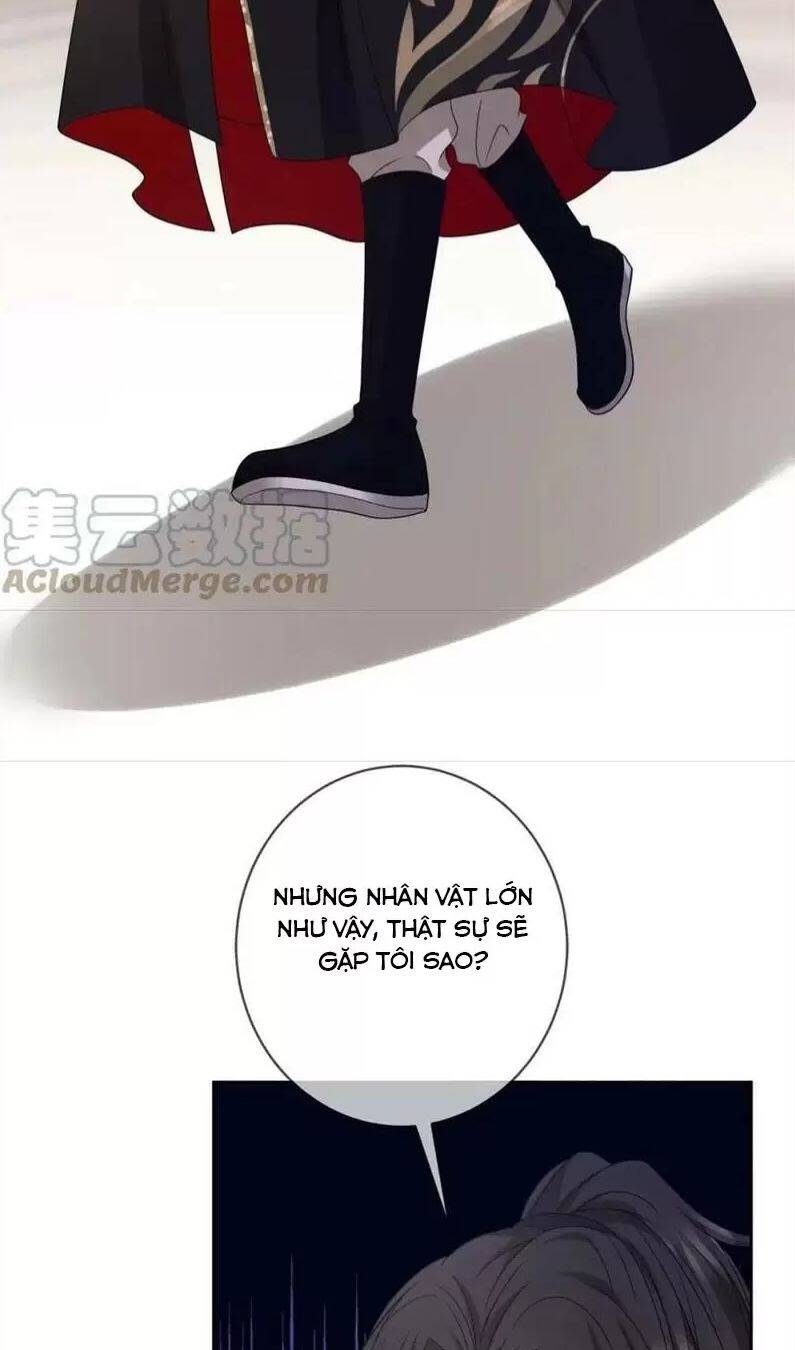 集云数据
ACloudMerge.com
NHƯNG NHÂN VẬT LỚN
NHƯ VẬY, THẬT SỰ SẼ
GẶP TÔI SAO?